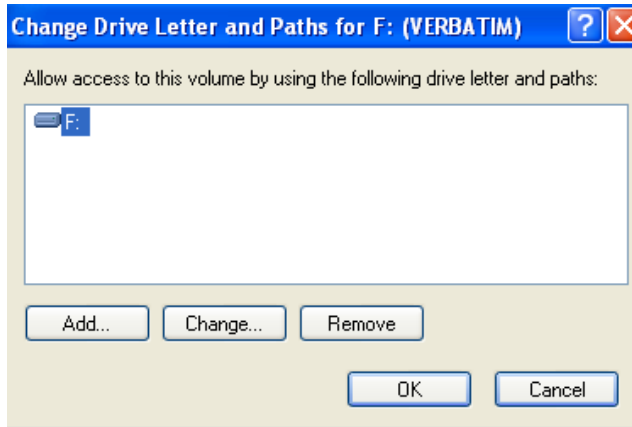 Change Drive Letter and Paths for F: (VERBATIM)
Allow access to this volume by using the following drive letter and paths:
F:
Add... Change... Remove
OK Cancel